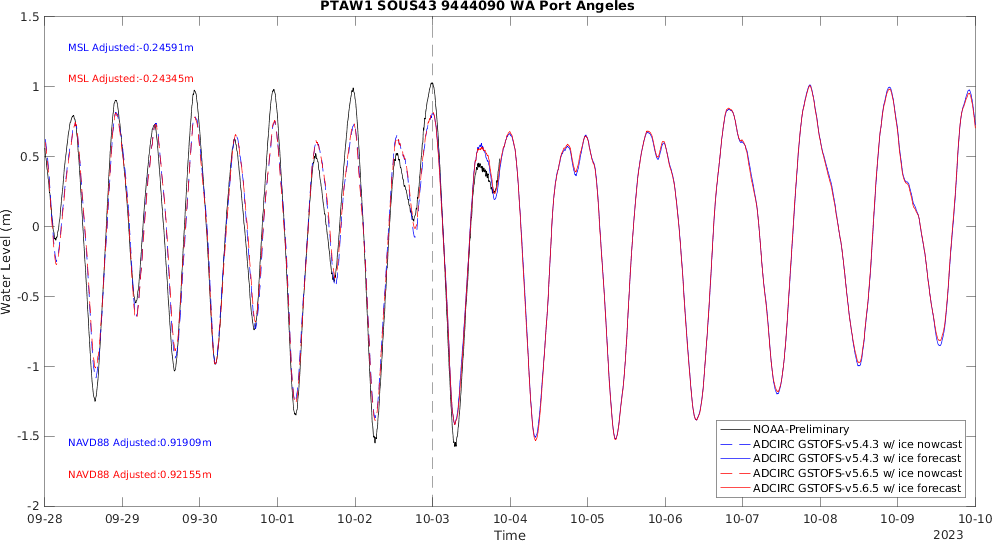 PTAW1 SOUS43 9444090 WA Port Angeles
1.5
1
0.5
0
-0.5
-1
-1.5
-2
Water Level (m)
MSL Adjusted:-0.24591m
MSL Adjusted:-0.24345m
NAVD88 Adjusted:0.91909m
NAVD88 Adjusted:0.92155m
NOAA-Preliminary
ADCIRC GSTOFS-v5.4.3 w/ ice nowcast
ADCIRC GSTOFS-v5.4.3 w/ ice forecast
ADCIRC GSTOFS-v5.6.5 w/ ice nowcast
ADCIRC GSTOFS-v5.6.5 w/ ice forecast
09-28 09-29 09-30 10-01 10-02 10-03 10-04 10-05 10-06 10-07 10-08 10-09 10-10
Time
2023